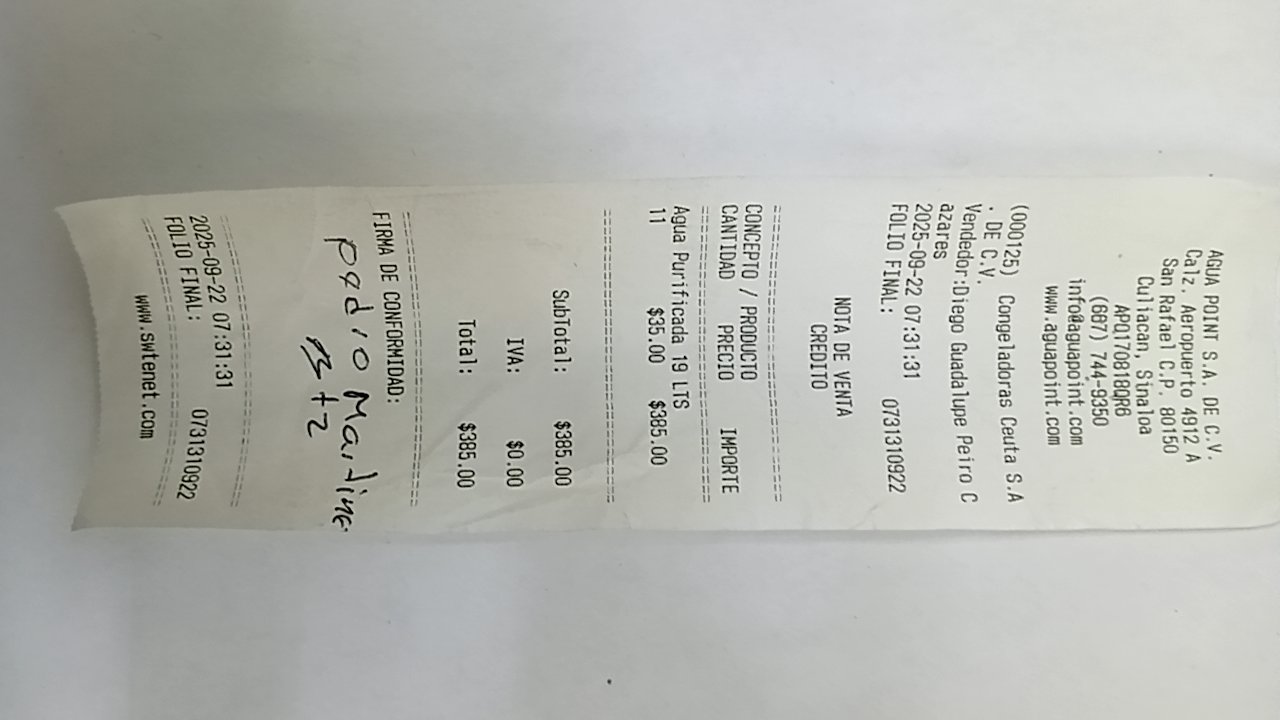 AGUA POINT S.A. DE C.V.
Calz. Aeropuerto 4912 A
San Rafael C.P. 80150
Culiacan, Sinaloa
APO170818QR6
(667) 744-9350
info@aguapoint.com
www.aguapoint.com
(000125) Congeladoras Ceuta S.A
. DE C.V.
Vendedor:Diego Guadalupe Peiro C
azares
2025-09-22 07:31:31
FOLIO FINAL: 0731310922
NOTA DE VENTA
CREDITO
CONCEPTO / PRODUCTO
CANTIDAD PRECIO IMPORTE
Agua Purificada 19 LTS
11 $35.00 $385.00
SubTotal: $385.00
IVA: $0.00
Total: $385.00
FIRMA DE CONFORMIDAD:
Martine
2025-09-22 07:31:31
FOLIO FINAL: 0731310922
www.swtenet.com